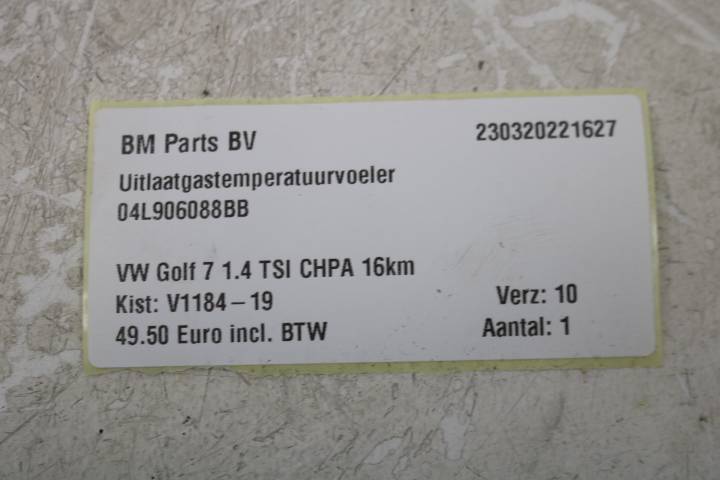 BM Parts BV 230320221627
Uitlaatgastemperatuurvoeler
04L906088BB
VW Golf 7 1.4 TSI CHPA 16km
Kist: V1184-19 Verz: 10
49.50 Euro incl. BTW Aantal: 1